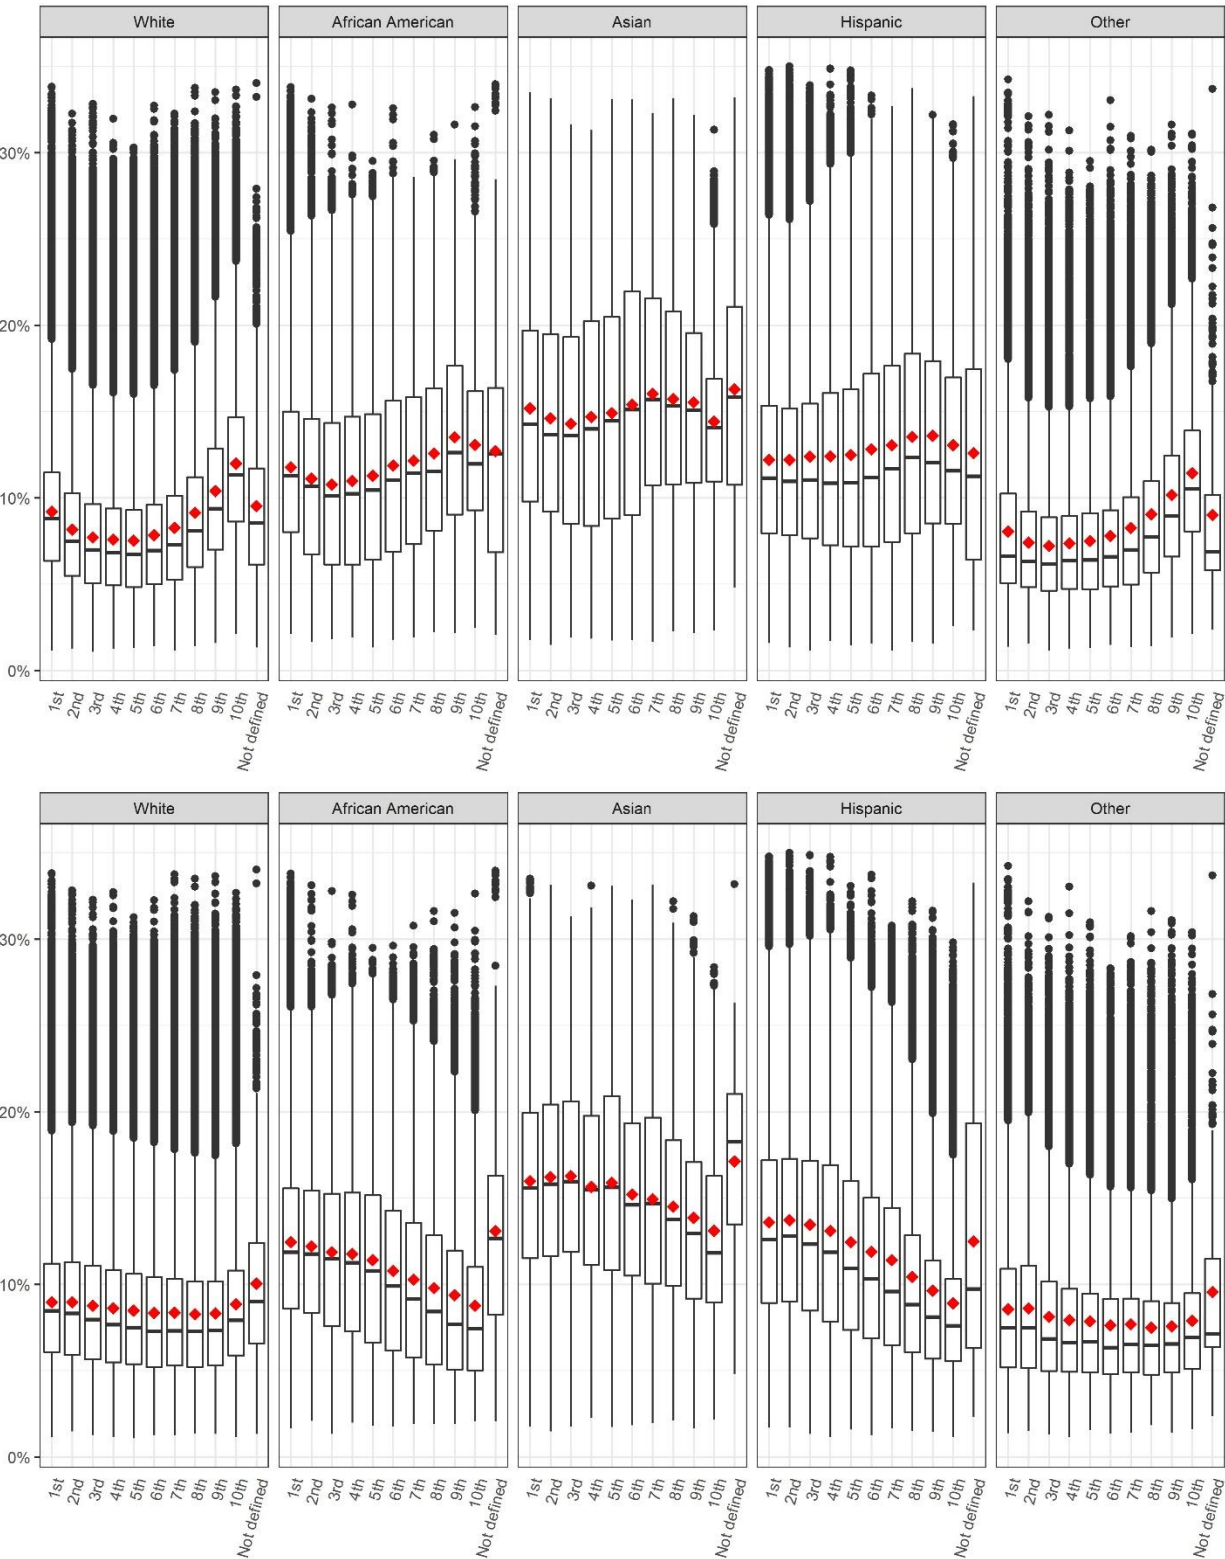 White African American Asian Hispanic Other
30%
20%
10%
0%
1st 2nd 3rd 4th 5th 6th 7th 8th 9th 10th Not defined 1st 2nd 3rd 4th 5th 6th 7th 8th 9th 10th Not defined 1st 2nd 3rd 4th 5th 6th 7th 8th 9th 10th Not defined 1st 2nd 3rd 4th 5th 6th 7th 8th 9th 10th Not defined 1st 2nd 3rd 4th 5th 6th 7th 8th 9th 10th Not defined
White African American Asian Hispanic Other
30%
20%
10%
0%
1st 2nd 3rd 4th 5th 6th 7th 8th 9th 10th Not defined 1st 2nd 3rd 4th 5th 6th 7th 8th 9th 10th Not defined 1st 2nd 3rd 4th 5th 6th 7th 8th 9th 10th Not defined 1st 2nd 3rd 4th 5th 6th 7th 8th 9th 10th Not defined 1st 2nd 3rd 4th 5th 6th 7th 8th 9th 10th Not defined